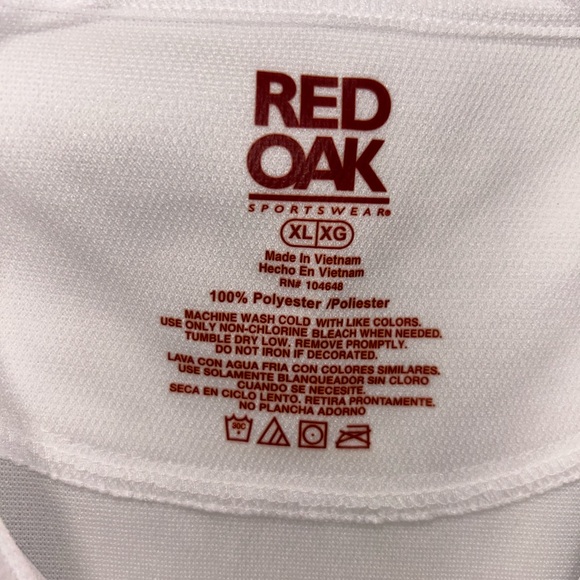 RED
OAK
SPORTSWEAR®
XL|XG
Made In Vietnam
Hecho En Vietnam
RN# 104648
100% Polyester /Poliester
MACHINE WASH COLD WITH LIKE COLORS.
USE ONLY NON-CHLORINE BLEACH WHEN NEEDED.
TUMBLE DRY LOW. REMOVE PROMPTLY.
DO NOT IRON IF DECORATED.
LAVA CON AGUA FRIA CON COLORES SIMILARES.
USE SOLAMENTE BLANQUEADOR SIN CLORO
CUANDO SE NECESITE.
SECA EN CICLO LENTO. RETIRA PRONTAMENTE.
NO PLANCHA ADORNO
30C